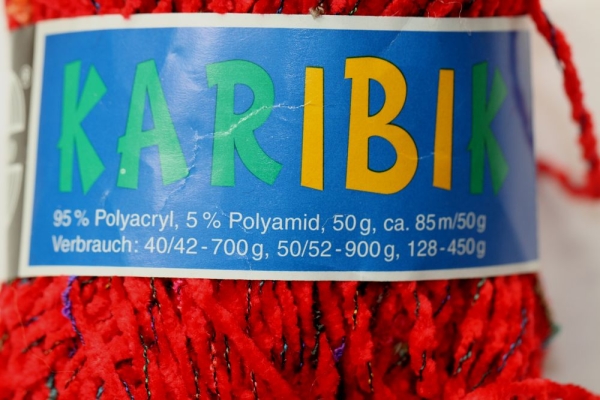 KARIBIK
95% Polyacryl, 5% Polyamid, 50g, ca. 85m/50g
Verbrauch: 40/42-700g, 50/52-900g, 128-450g